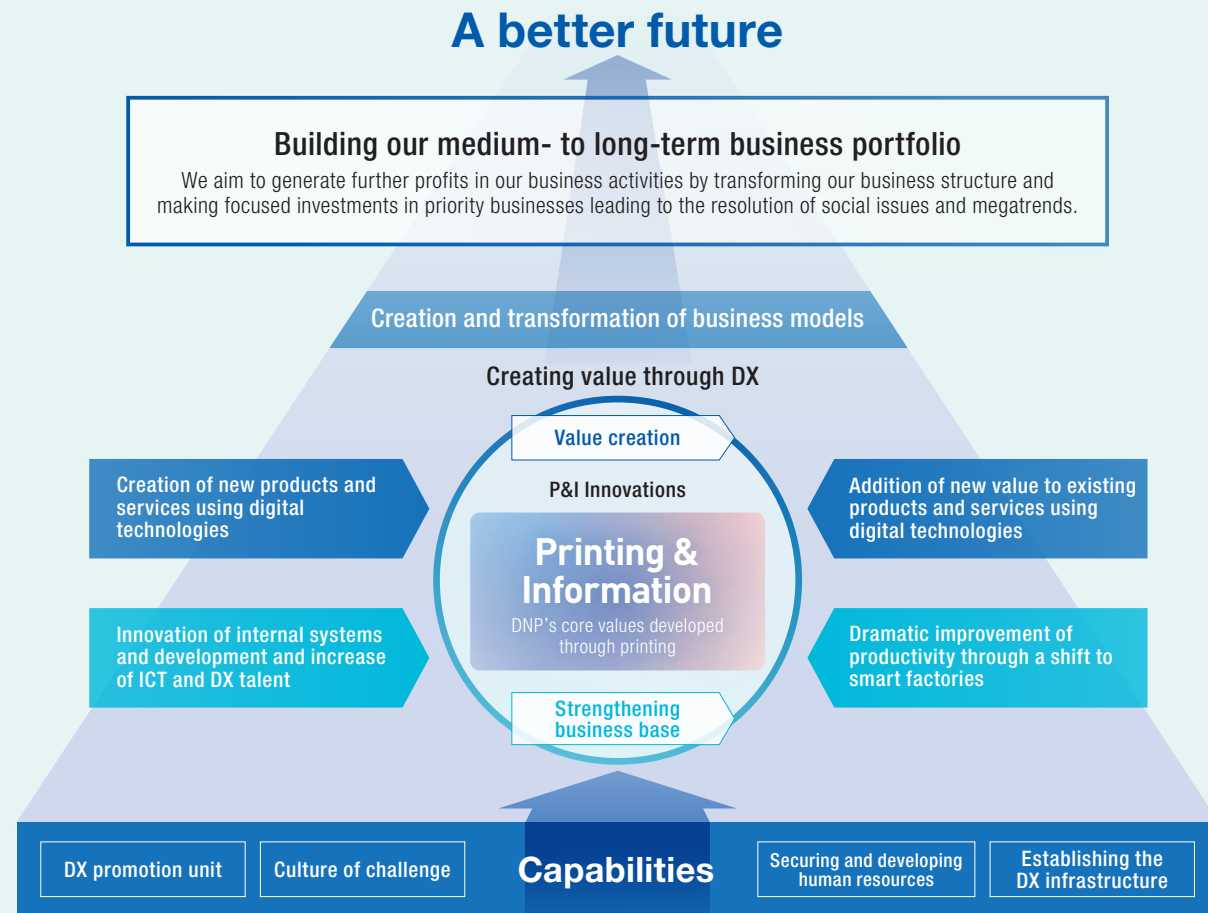 A better future
Building our medium- to long-term business portfolio
We aim to generate further profits in our business activities by transforming our business structure and
making focused investments in priority businesses leading to the resolution of social issues and megatrends.
Creation and transformation of business models
Creating value through DX
Value creation
P&I Innovations
Printing &
Information
DNP's core values developed
through printing
Strengthening
business base
Creation of new products and
services using digital
technologies
Addition of new value to existing
products and services using
digital technologies
Innovation of internal systems
and development and increase
of ICT and DX talent
Dramatic improvement of
productivity through a shift to
smart factories
DX promotion unit
Culture of challenge
Capabilities
Securing and developing
human resources
Establishing the
DX infrastructure